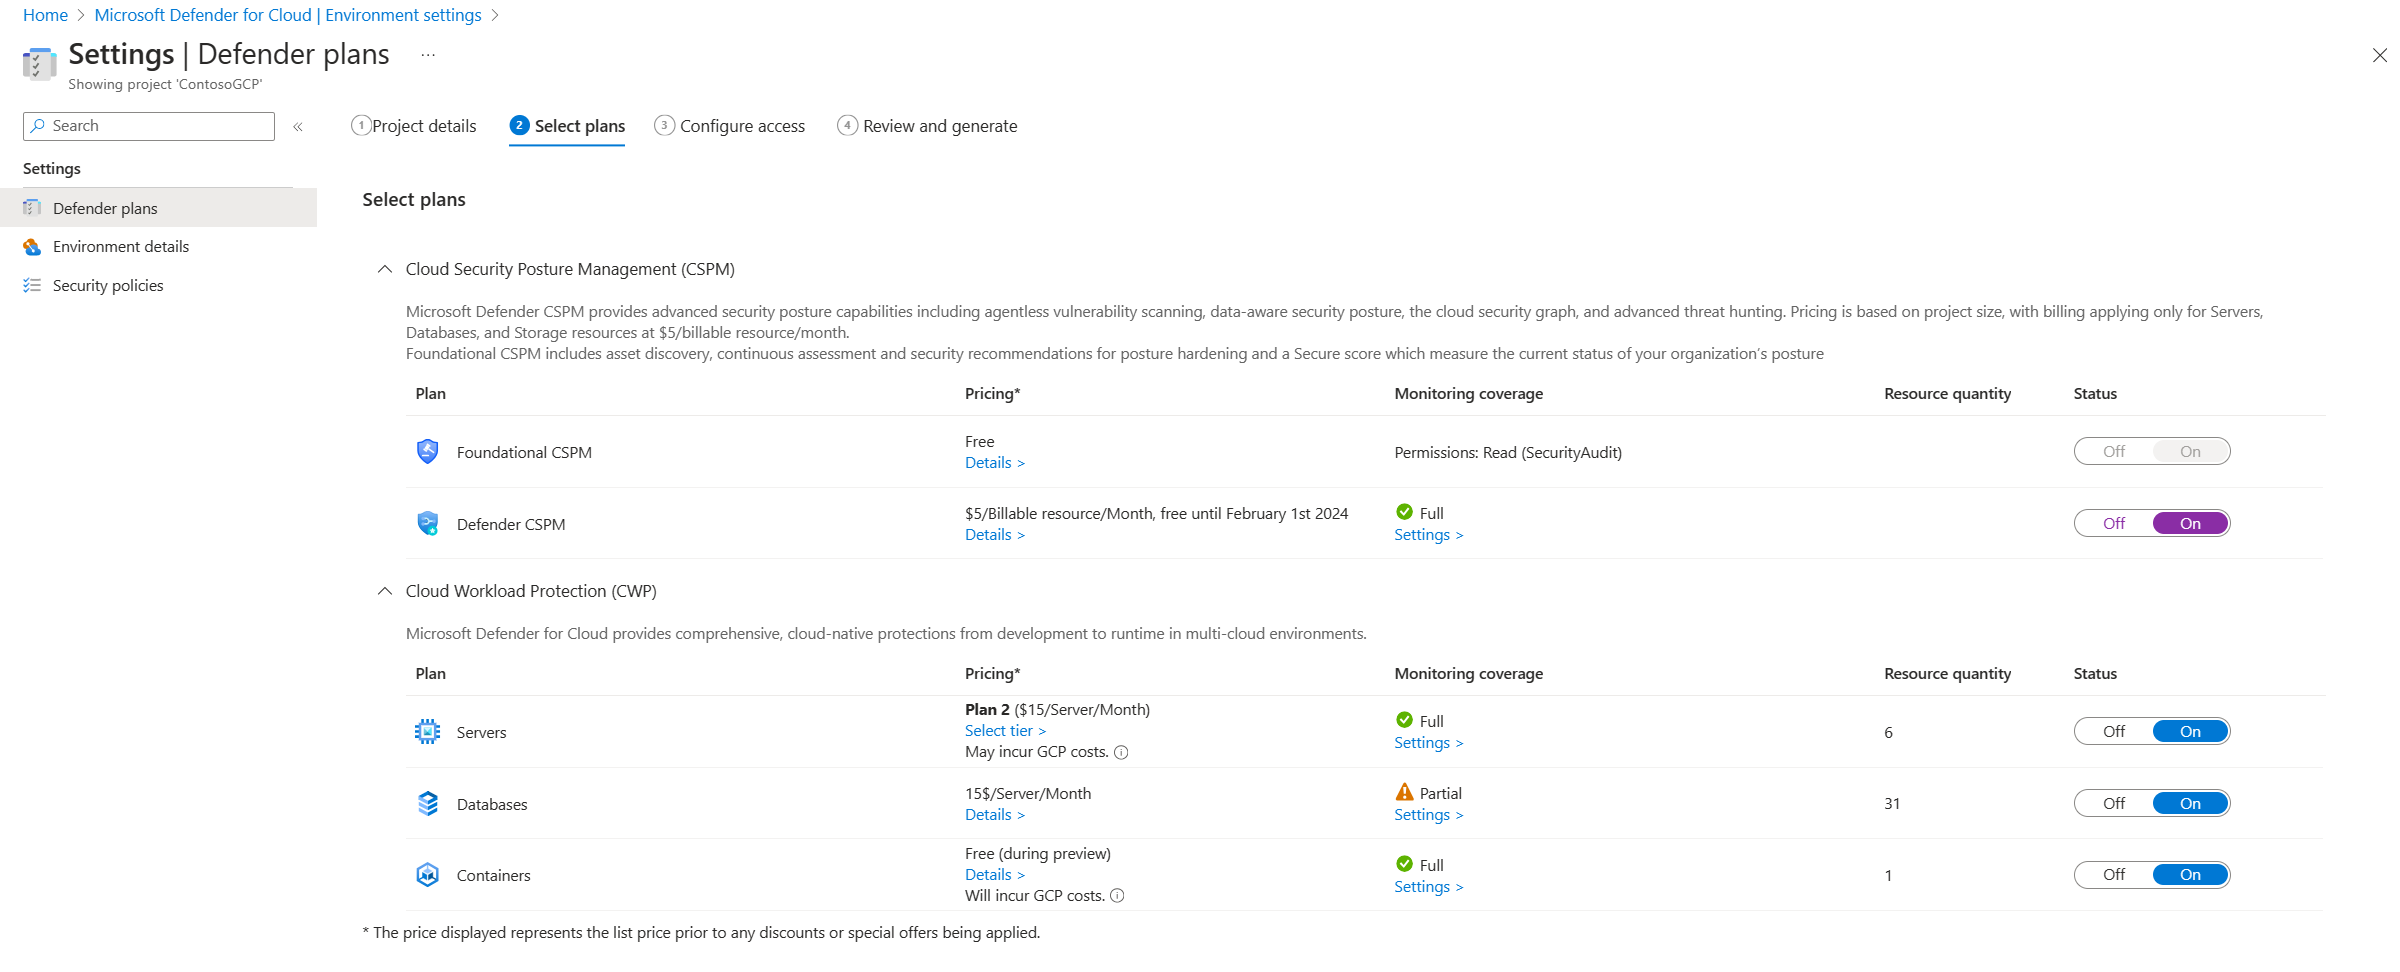 Home > Microsoft Defender for Cloud | Environment settings >
Settings | Defender plans ...
Showing project 'ContosoGCP'
Search «
Settings
Defender plans
Environment details
Security policies
1 Project details 2 Select plans 3 Configure access 4 Review and generate
Select plans
Cloud Security Posture Management (CSPM)
Microsoft Defender CSPM provides advanced security posture capabilities including agentless vulnerability scanning, data-aware security posture, the cloud security graph, and advanced threat hunting. Pricing is based on project size, with billing applying only for Servers,
Databases, and Storage resources at $5/billable resource/month.
Foundational CSPM includes asset discovery, continuous assessment and security recommendations for posture hardening and a Secure score which measure the current status of your organization's posture
Plan Pricing* Monitoring coverage Resource quantity Status
Foundational CSPM Free Permissions: Read (SecurityAudit) Off On
Details >
Defender CSPM $5/Billable resource/Month, free until February 1st 2024 Full Off On
Details > Settings >
Cloud Workload Protection (CWP)
Microsoft Defender for Cloud provides comprehensive, cloud-native protections from development to runtime in multi-cloud environments.
Plan Pricing* Monitoring coverage Resource quantity Status
Servers Plan 2 ($15/Server/Month) Full 6 Off On
Select tier > Settings >
May incur GCP costs.
Databases 15$/Server/Month Partial 31 Off On
Details > Settings >
Containers Free (during preview) Full 1 Off On
Details > Settings >
Will incur GCP costs.
* The price displayed represents the list price prior to any discounts or special offers being applied.